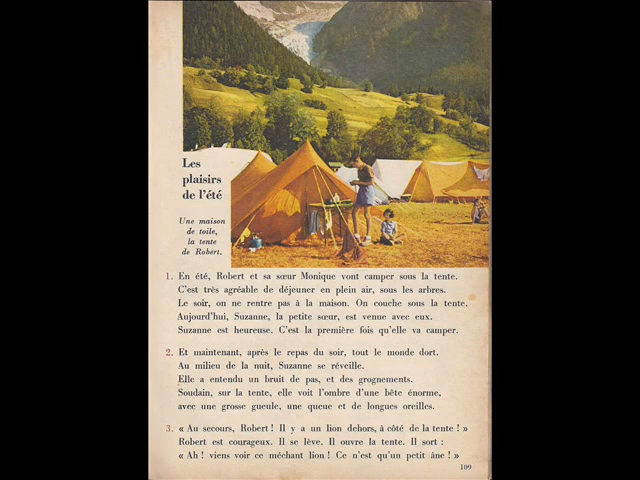 Les
plaisirs
de l'été
Une maison
de toile,
la tente
de Robert.
1. En été, Robert et sa sœur Monique vont camper sous la tente.
C'est très agréable de déjeuner en plein air, sous les arbres.
Le soir, on ne rentre pas à la maison. On couche sous la tente.
Aujourd'hui, Suzanne, la petite sœur, est venue avec eux.
Suzanne est heureuse. C'est la première fois qu'elle va camper.
2. Et maintenant, après le repas du soir, tout le monde dort.
Au milieu de la nuit, Suzanne se réveille.
Elle a entendu un bruit de pas, et des grognements.
Soudain, sur la tente, elle voit l'ombre d'une bête énorme,
avec une grosse gueule, une queue et de longues oreilles.
3. « Au secours, Robert ! Il y a un lion dehors, à côté de la tente ! »
Robert est courageux. Il se lève. Il ouvre la tente. Il sort :
« Ah ! viens voir ce méchant lion ! Ce n'est qu'un petit âne ! »
109